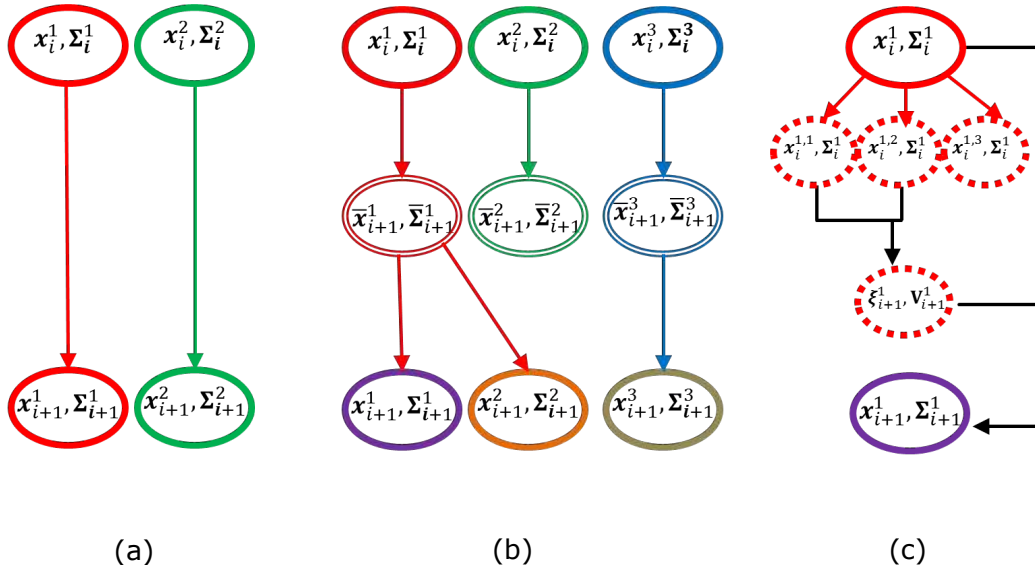 x_i^1, Σ_i^1
x_i^2, Σ_i^2
x_{i+1}^1, Σ_{i+1}^1
x_{i+1}^2, Σ_{i+1}^2
(a)
x_i^1, Σ_i^1
x_i^2, Σ_i^2
x_i^3, Σ_i^3
x̅_{i+1}^1, Σ̅_{i+1}^1
x̅_{i+1}^2, Σ̅_{i+1}^2
x̅_{i+1}^3, Σ̅_{i+1}^3
x_{i+1}^1, Σ_{i+1}^1
x_{i+1}^2, Σ_{i+1}^2
x_{i+1}^3, Σ_{i+1}^3
(b)
x_i^1, Σ_i^1
x_i^{1,1}, Σ_i^1
x_i^{1,2}, Σ_i^1
x_i^{1,3}, Σ_i^1
ξ_{i+1}^1, V_{i+1}^1
x_{i+1}^1, Σ_{i+1}^1
(c)